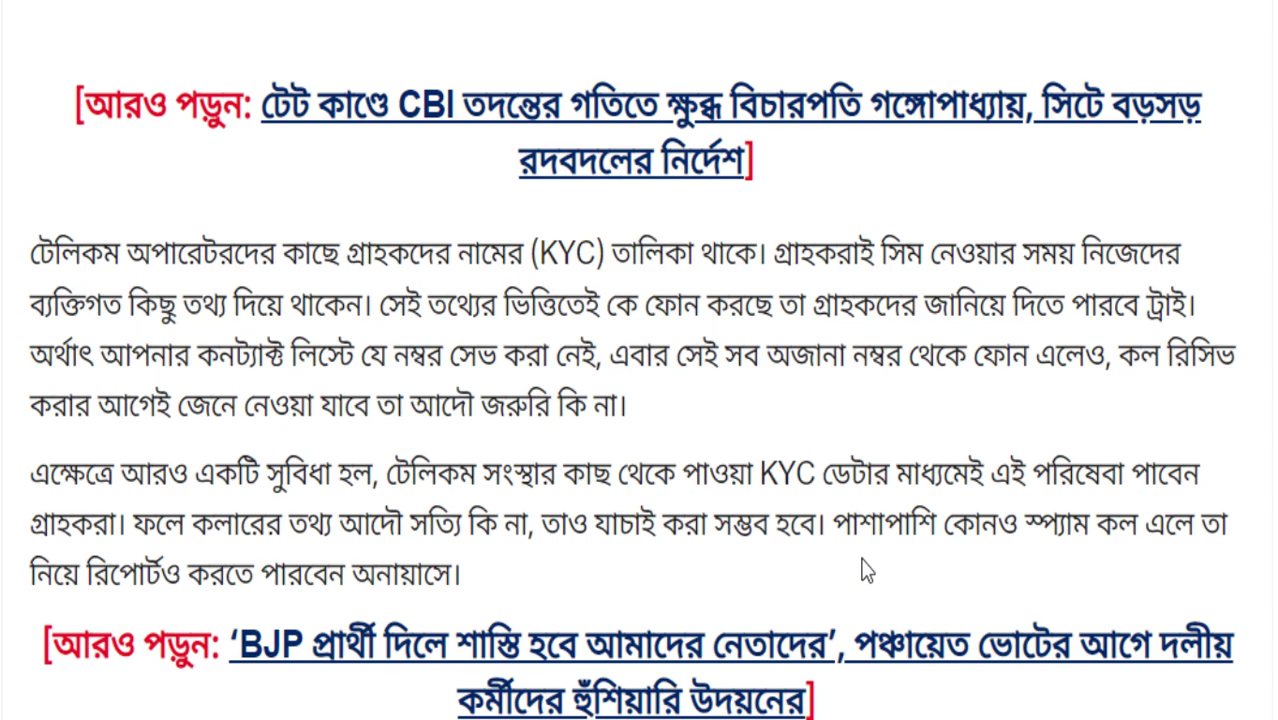 [আরও পড়ুন: টেট কাণ্ডে CBI তদন্তের গতিতে ক্ষুব্ধ বিচারপতি গঙ্গোপাধ্যায়, সিটে বড়সড়
রদবদলের নির্দেশ]
টেলিকম অপারেটরদের কাছে গ্রাহকদের নামের (KYC) তালিকা থাকে। গ্রাহকরাই সিম নেওয়ার সময় নিজেদের
ব্যক্তিগত কিছু তথ্য দিয়ে থাকেন। সেই তথ্যের ভিত্তিতেই কে ফোন করছে তা গ্রাহকদের জানিয়ে দিতে পারবে ট্রাই।
অর্থাৎ আপনার কনট্যাক্ট লিস্টে যে নম্বর সেভ করা নেই, এবার সেই সব অজানা নম্বর থেকে ফোন এলেও, কল রিসিভ
করার আগেই জেনে নেওয়া যাবে তা আদৌ জরুরি কি না।
এক্ষেত্রে আরও একটি সুবিধা হল, টেলিকম সংস্থার কাছ থেকে পাওয়া KYC ডেটার মাধ্যমেই এই পরিষেবা পাবেন
গ্রাহকরা। ফলে কলারের তথ্য আদৌ সত্যি কি না, তাও যাচাই করা সম্ভব হবে। পাশাপাশি কোনও স্প্যাম কল এলে তা
নিয়ে রিপোর্টও করতে পারবেন অনায়াসে।
[আরও পড়ুন: ‘BJP প্রার্থী দিলে শাস্তি হবে আমাদের নেতাদের’, পঞ্চায়েত ভোটের আগে দলীয়
কর্মীদের হুঁশিয়ারি উদয়নের]